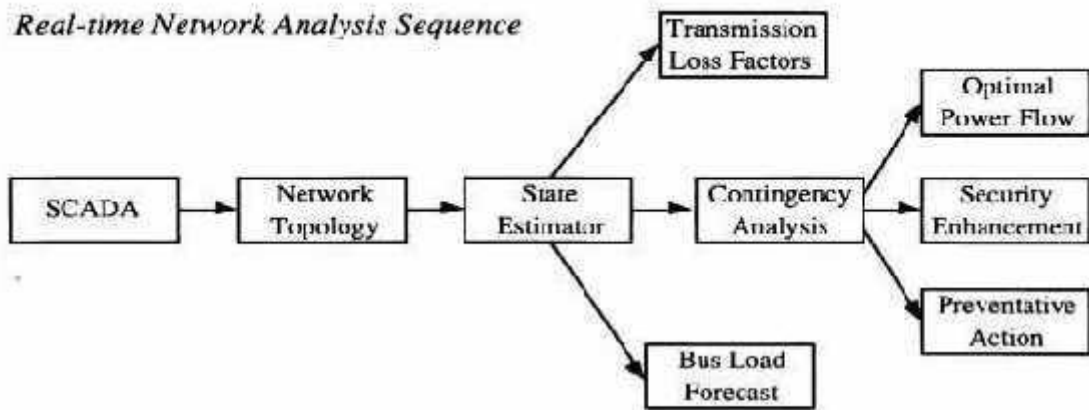 Real-time Network Analysis Sequence
Transmission
Loss Factors
Optimal
Power Flow
SCADA
Network
Topology
State
Estimator
Contingency
Analysis
Security
Enhancement
Preventative
Action
Bus Load
Forecast